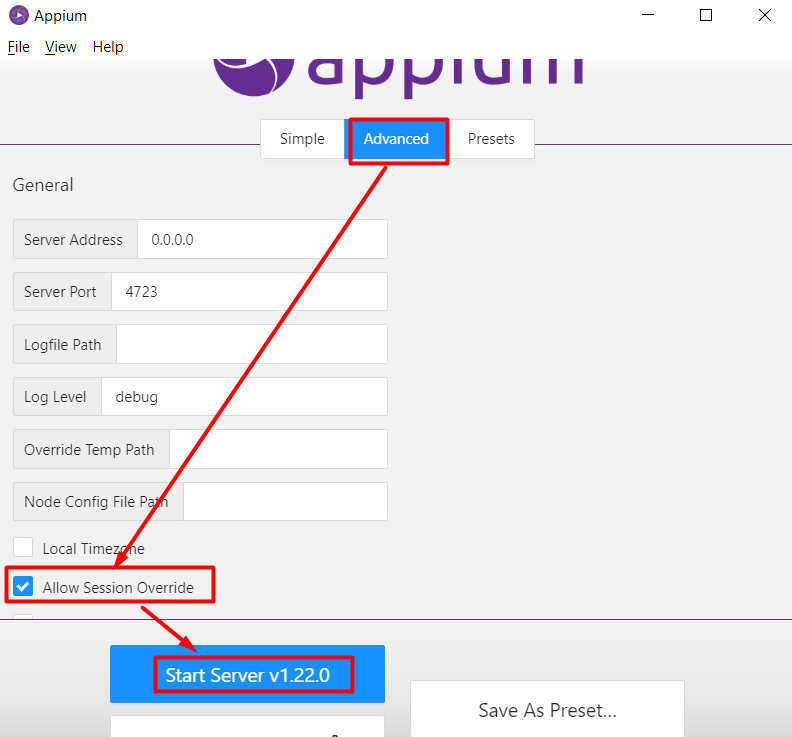 Appium
File View Help
appium
Simple Advanced Presets
General
Server Address 0.0.0.0
Server Port 4723
Logfile Path
Log Level debug
Override Temp Path
Node Config File Path
Local Timezone
Allow Session Override
Start Server v1.22.0
Save As Preset...